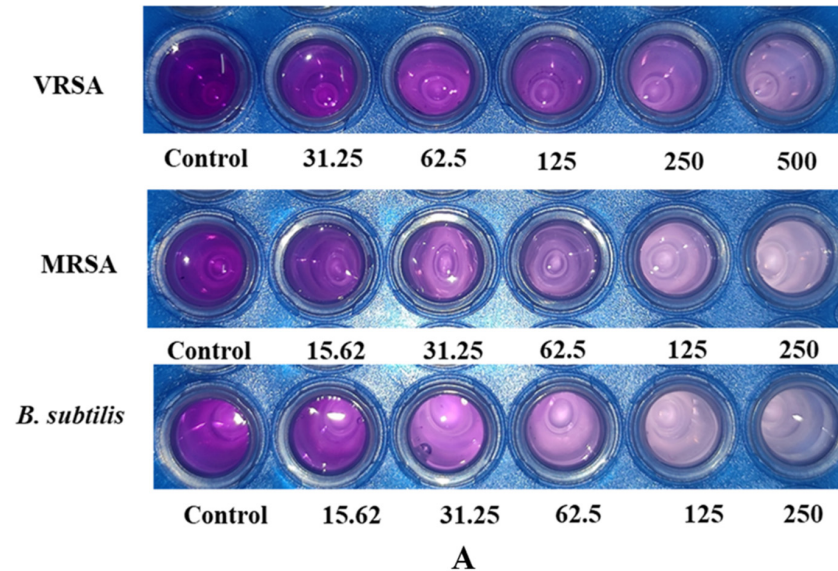 VRSA
Control 31.25 62.5 125 250 500
MRSA
Control 15.62 31.25 62.5 125 250
B. subtilis
Control 15.62 31.25 62.5 125 250
A